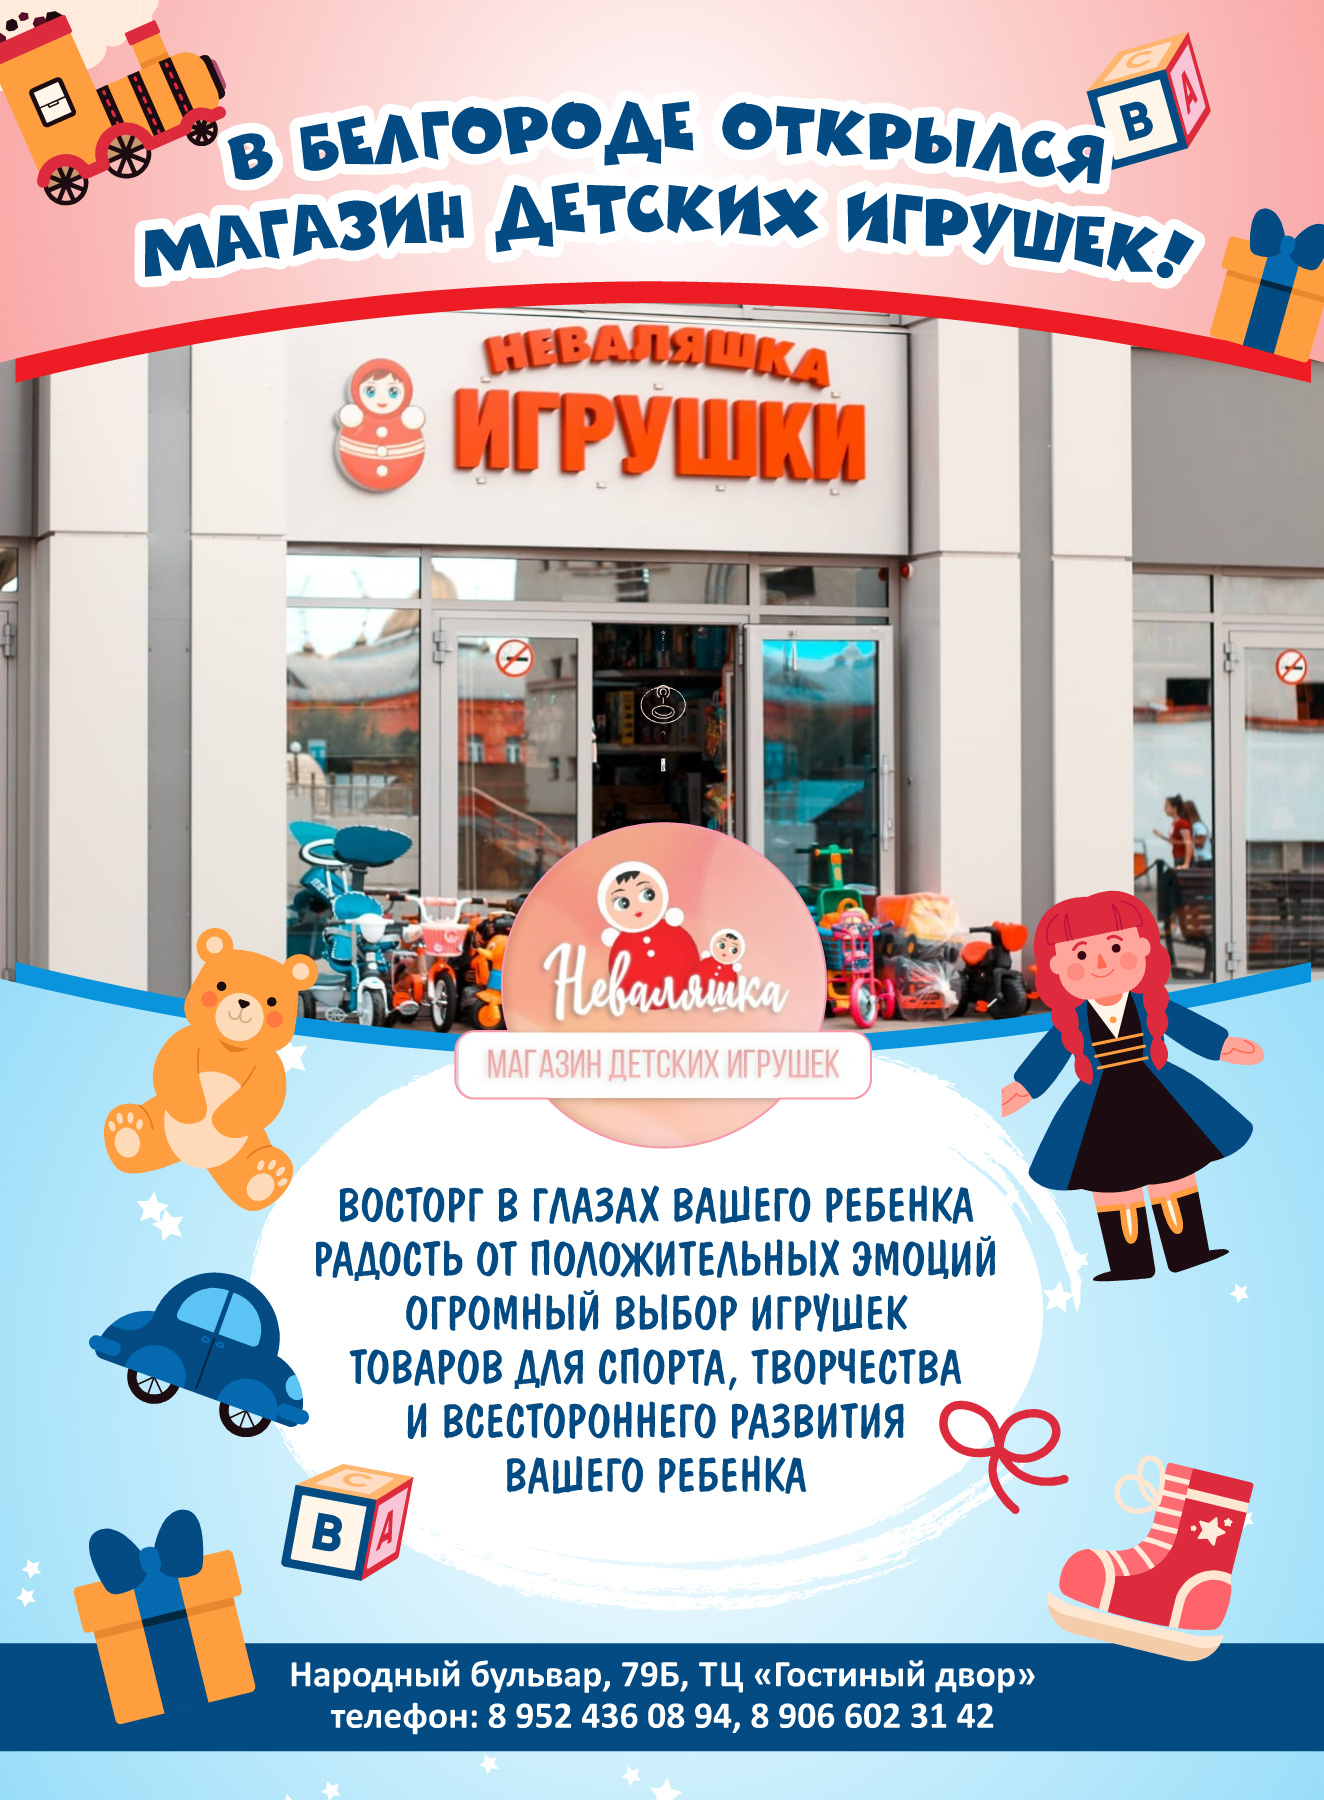 C
B
A
В БЕЛГОРОДЕ ОТКРЫЛСЯ
МАГАЗИН ДЕТСКИХ ИГРУШЕК!
НЕВАЛЯШКА
ИГРУШКИ
Неваляшка
МАГАЗИН ДЕТСКИХ ИГРУШЕК
ВОСТОРГ В ГЛАЗАХ ВАШЕГО РЕБЕНКА
РАДОСТЬ ОТ ПОЛОЖИТЕЛЬНЫХ ЭМОЦИЙ
ОГРОМНЫЙ ВЫБОР ИГРУШЕК
ТОВАРОВ ДЛЯ СПОРТА, ТВОРЧЕСТВА
И ВСЕСТОРОННЕГО РАЗВИТИЯ
ВАШЕГО РЕБЕНКА
C
B
A
Народный бульвар, 79Б, ТЦ «Гостиный двор»
телефон: 8 952 436 08 94, 8 906 602 31 42